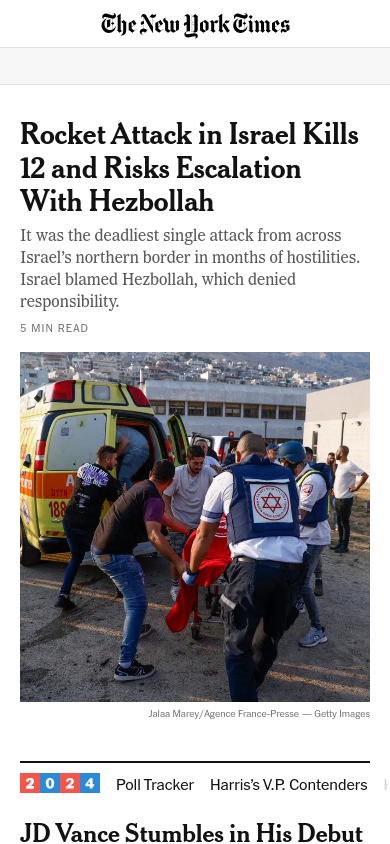 The New York Times
Rocket Attack in Israel Kills
12 and Risks Escalation
With Hezbollah
It was the deadliest single attack from across
Israel's northern border in months of hostilities.
Israel blamed Hezbollah, which denied
responsibility.
5 MIN READ
Jalaa Marey/Agence France-Presse — Getty Images
2024 Poll Tracker Harris's V.P. Contenders
JD Vance Stumbles in His Debut